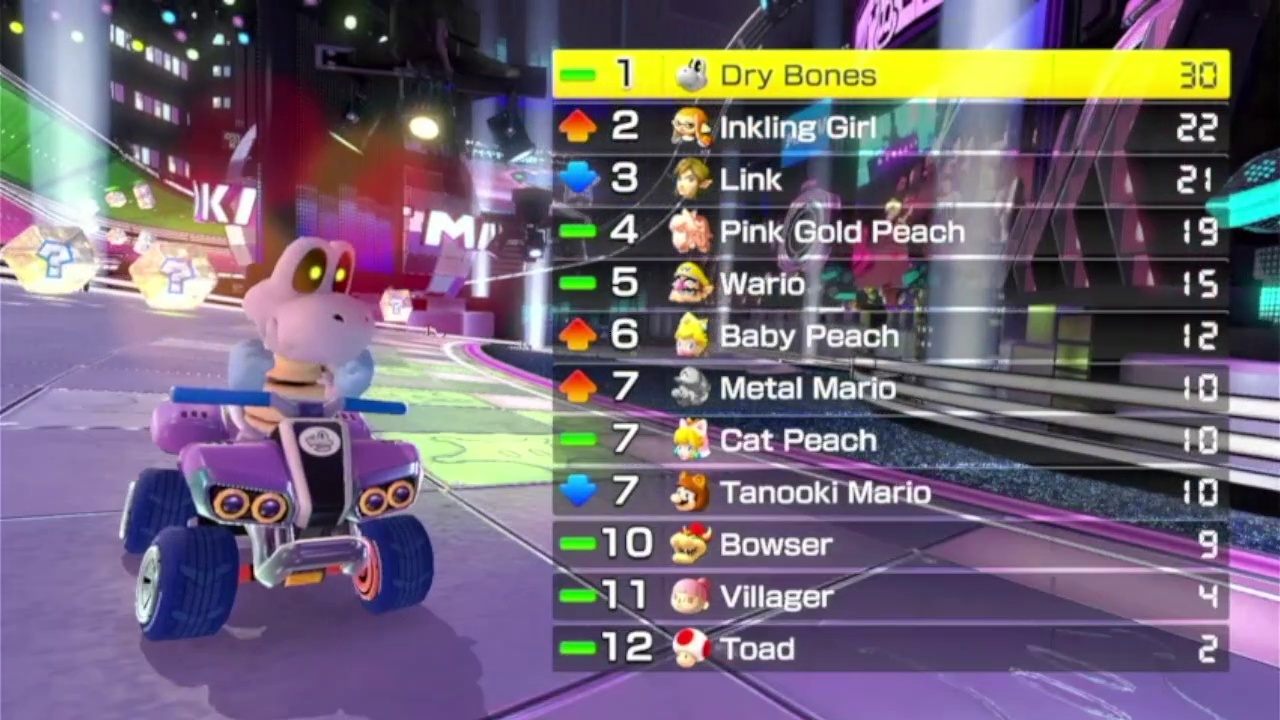 1 Dry Bones 30
2 Inkling Girl 22
3 Link 21
4 Pink Gold Peach 19
5 Wario 15
6 Baby Peach 12
7 Metal Mario 10
7 Cat Peach 10
7 Tanooki Mario 10
10 Bowser 9
11 Villager 4
12 Toad 2
? ? ?